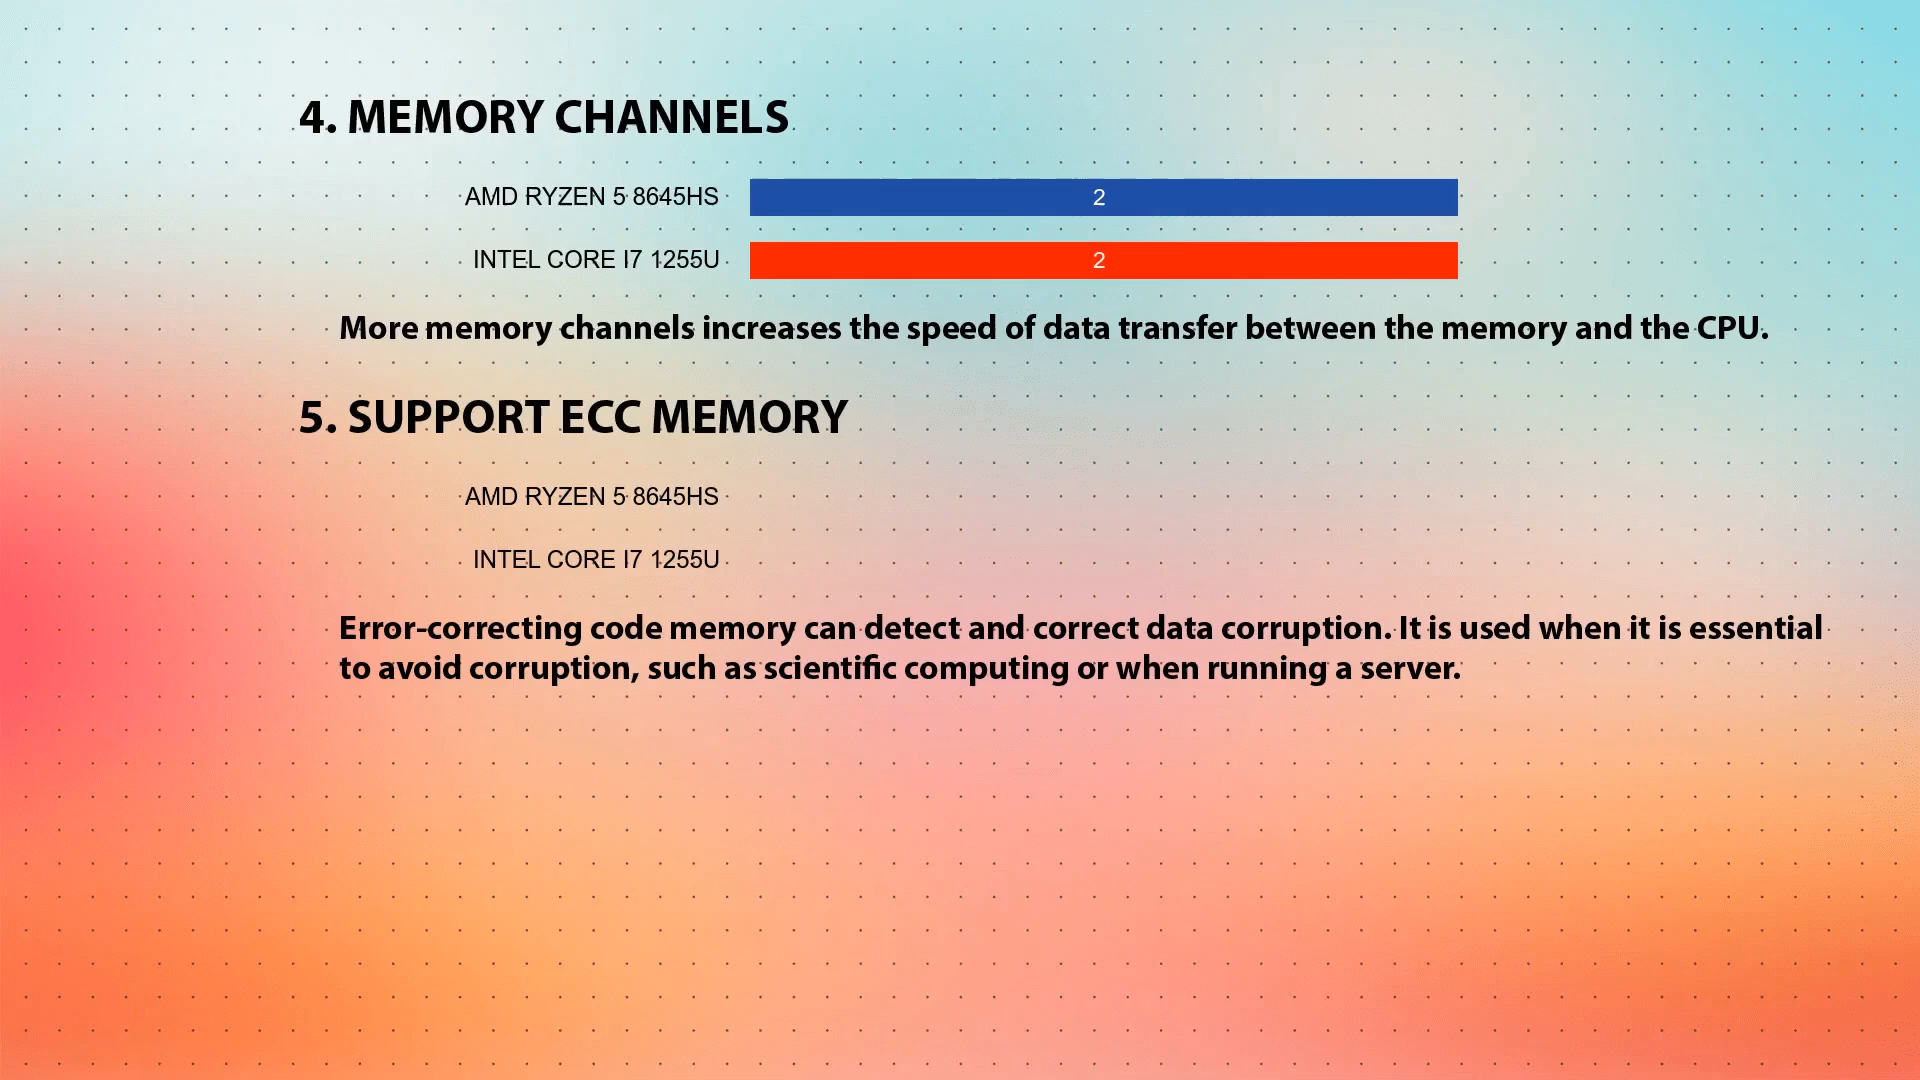 4. MEMORY CHANNELS
AMD RYZEN 5 8645HS 2
INTEL CORE I7 1255U 2
More memory channels increases the speed of data transfer between the memory and the CPU.
5. SUPPORT ECC MEMORY
AMD RYZEN 5 8645HS
INTEL CORE I7 1255U
Error-correcting code memory can detect and correct data corruption. It is used when it is essential
to avoid corruption, such as scientific computing or when running a server.